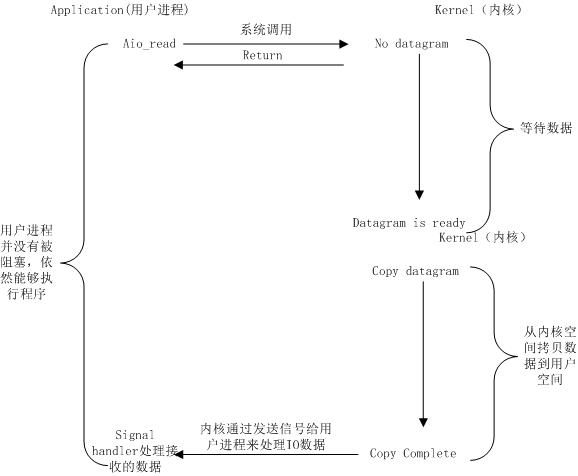 Application(用户进程)
Kernel（内核）
Aio_read
系统调用
Return
No datagram
等待数据
Datagram is ready
Kernel（内核）
用户进程
并没有被
阻塞，依
然能够执
行程序
Copy datagram
从内核空
间拷贝数
据到用户
空间
内核通过发送信号给用
户进程来处理IO数据
Signal
handler处理接
收的数据
Copy Complete